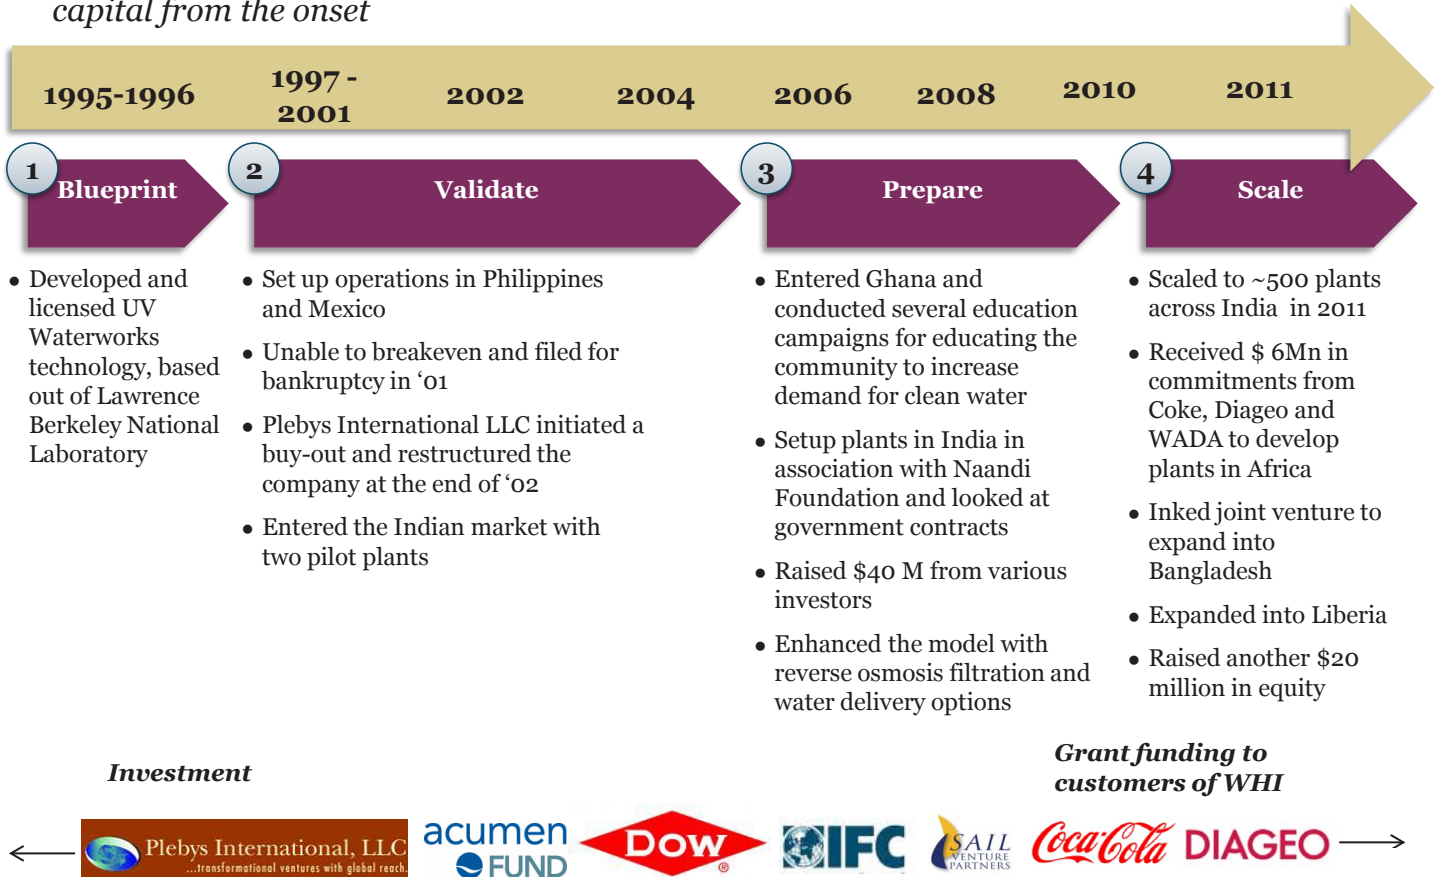 capital from the onset
1995-1996
1997 -
2001
2002
2004
2006
2008
2010
2011
1
Blueprint
2
Validate
3
Prepare
4
Scale
• Developed and
licensed UV
Waterworks
technology, based
out of Lawrence
Berkeley National
Laboratory
• Set up operations in Philippines
and Mexico
• Unable to breakeven and filed for
bankruptcy in ‘01
• Plebys International LLC initiated a
buy-out and restructured the
company at the end of ‘02
• Entered the Indian market with
two pilot plants
• Entered Ghana and
conducted several education
campaigns for educating the
community to increase
demand for clean water
• Setup plants in India in
association with Naandi
Foundation and looked at
government contracts
• Raised $40 M from various
investors
• Enhanced the model with
reverse osmosis filtration and
water delivery options
• Scaled to ~500 plants
across India in 2011
• Received $ 6Mn in
commitments from
Coke, Diageo and
WADA to develop
plants in Africa
• Inked joint venture to
expand into
Bangladesh
• Expanded into Liberia
• Raised another $20
million in equity
Investment
Grant funding to
customers of WHI
Plebys International, LLC
...transformational ventures with global reach.
acumen
FUND
DOW
®
IFC
SAIL
VENTURE
PARTNERS
Coca-Cola
DIAGEO